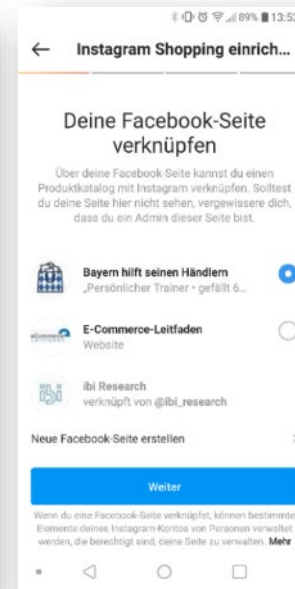 89% 13:53
Instagram Shopping einrich...
Deine Facebook-Seite
verknüpfen
Über deine Facebook-Seite kannst du einen
Produktkatalog mit Instagram verknüpfen. Solltest
du deine Seite hier nicht sehen, vergewissere dich,
dass du ein Admin dieser Seite bist.
Bayern hilft seinen Händlern
„Persönlicher Trainer • gefällt 6...
E-Commerce-Leitfaden
Website
ibi Research
verknüpft von @ibi_research
Neue Facebook-Seite erstellen
Weiter
Wenn du eine Facebook-Seite verknüpfst, können bestimmte
Elemente deines Instagram-Kontos von Personen verwaltet
werden, die berechtigt sind, deine Seite zu verwalten. Mehr